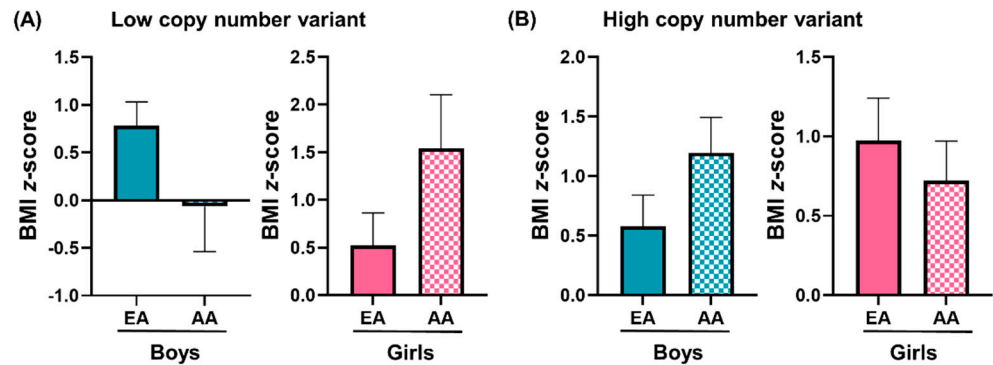 (A) Low copy number variant
BMI z-score
1.5
1.0
0.5
0.0
-0.5
-1.0
EA AA
Boys
BMI z-score
2.5
2.0
1.5
1.0
0.5
0.0
EA AA
Girls
(B) High copy number variant
BMI z-score
2.0
1.5
1.0
0.5
0.0
EA AA
Boys
BMI z-score
1.5
1.0
0.5
0.0
EA AA
Girls